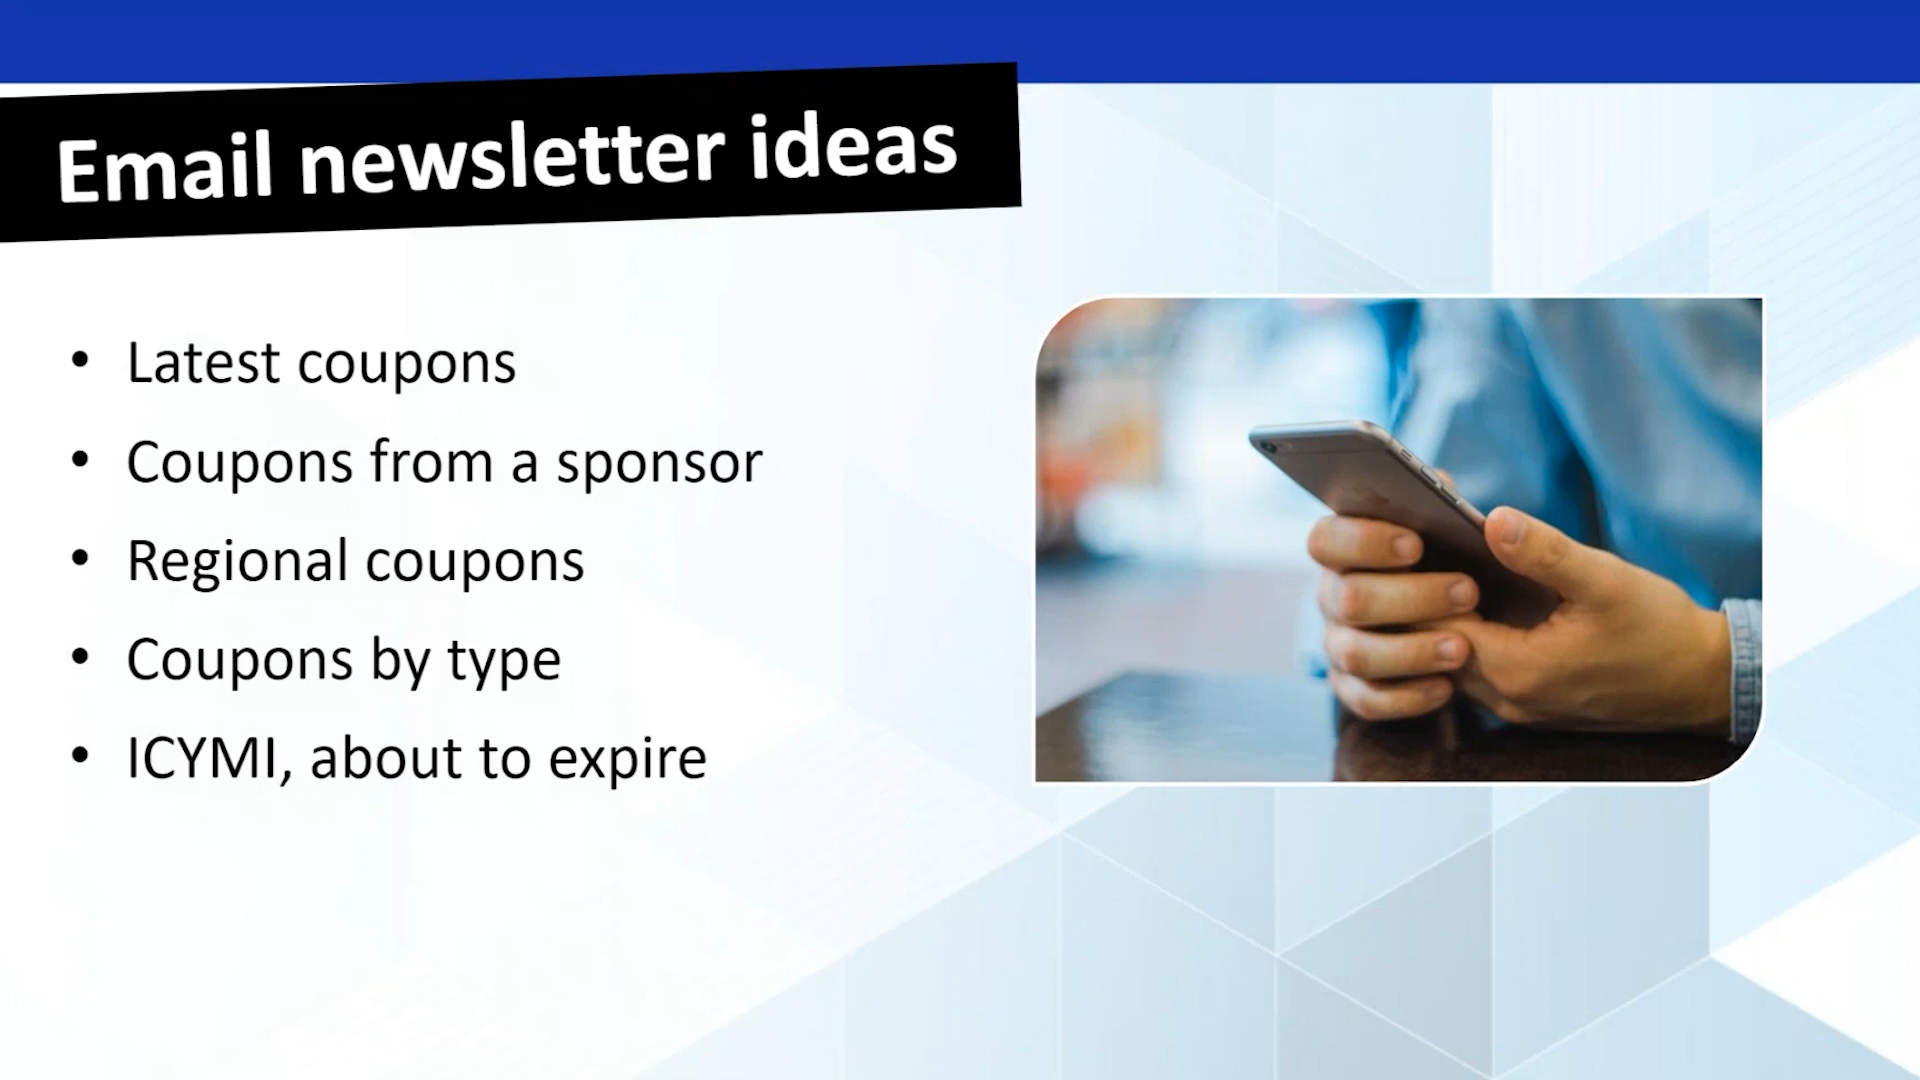 Email newsletter ideas
• Latest coupons
• Coupons from a sponsor
• Regional coupons
• Coupons by type
• ICYMI, about to expire